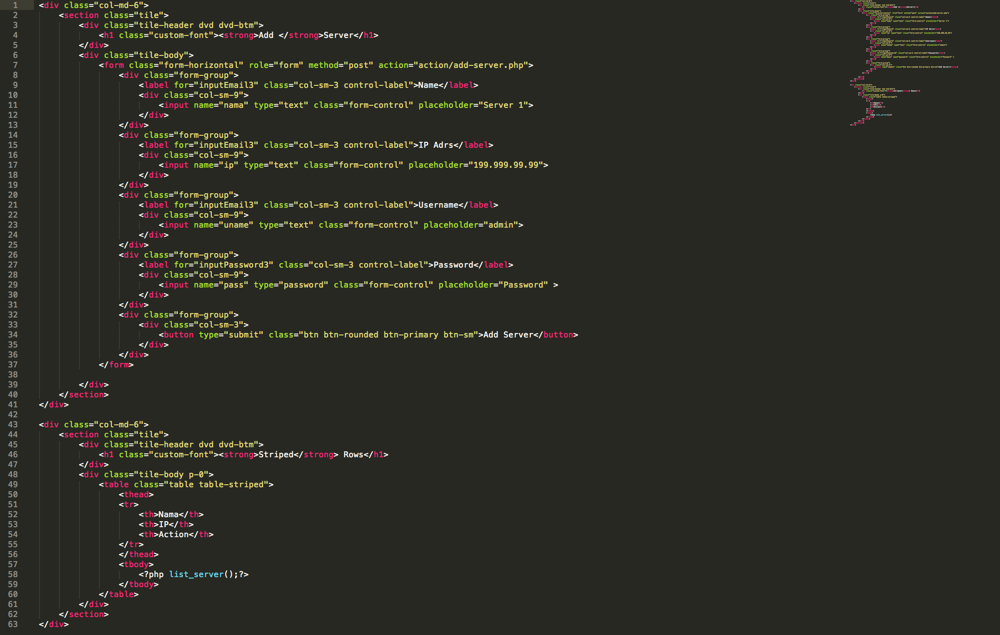 1 <div class="col-md-6">
2 <section class="tile">
3 <div class="tile-header dvd dvd-btm">
4 <h1 class="custom-font"><strong>Add </strong>Server</h1>
5 </div>
6 <div class="tile-body">
7 <form class="form-horizontal" role="form" method="post" action="action/add-server.php">
8 <div class="form-group">
9 <label for="inputEmail3" class="col-sm-3 control-label">Name</label>
10 <div class="col-sm-9">
11 <input name="nama" type="text" class="form-control" placeholder="Server 1">
12 </div>
13 </div>
14 <div class="form-group">
15 <label for="inputEmail3" class="col-sm-3 control-label">IP Adrs</label>
16 <div class="col-sm-9">
17 <input name="ip" type="text" class="form-control" placeholder="199.999.99.99">
18 </div>
19 </div>
20 <div class="form-group">
21 <label for="inputEmail3" class="col-sm-3 control-label">Username</label>
22 <div class="col-sm-9">
23 <input name="uname" type="text" class="form-control" placeholder="admin">
24 </div>
25 </div>
26 <div class="form-group">
27 <label for="inputPassword3" class="col-sm-3 control-label">Password</label>
28 <div class="col-sm-9">
29 <input name="pass" type="password" class="form-control" placeholder="Password" >
30 </div>
31 </div>
32 <div class="form-group">
33 <div class="col-sm-3">
34 <button type="submit" class="btn btn-rounded btn-primary btn-sm">Add Server</button>
35 </div>
36 </div>
37 </form>
38
39 </div>
40 </section>
41 </div>
42
43 <div class="col-md-6">
44 <section class="tile">
45 <div class="tile-header dvd dvd-btm">
46 <h1 class="custom-font"><strong>Striped</strong> Rows</h1>
47 </div>
48 <div class="tile-body p-0">
49 <table class="table table-striped">
50 <thead>
51 <tr>
52 <th>Nama</th>
53 <th>IP</th>
54 <th>Action</th>
55 </tr>
56 </thead>
57 <tbody>
58 <?php list_server();?>
59 </tbody>
60 </table>
61 </div>
62 </section>
63 </div>